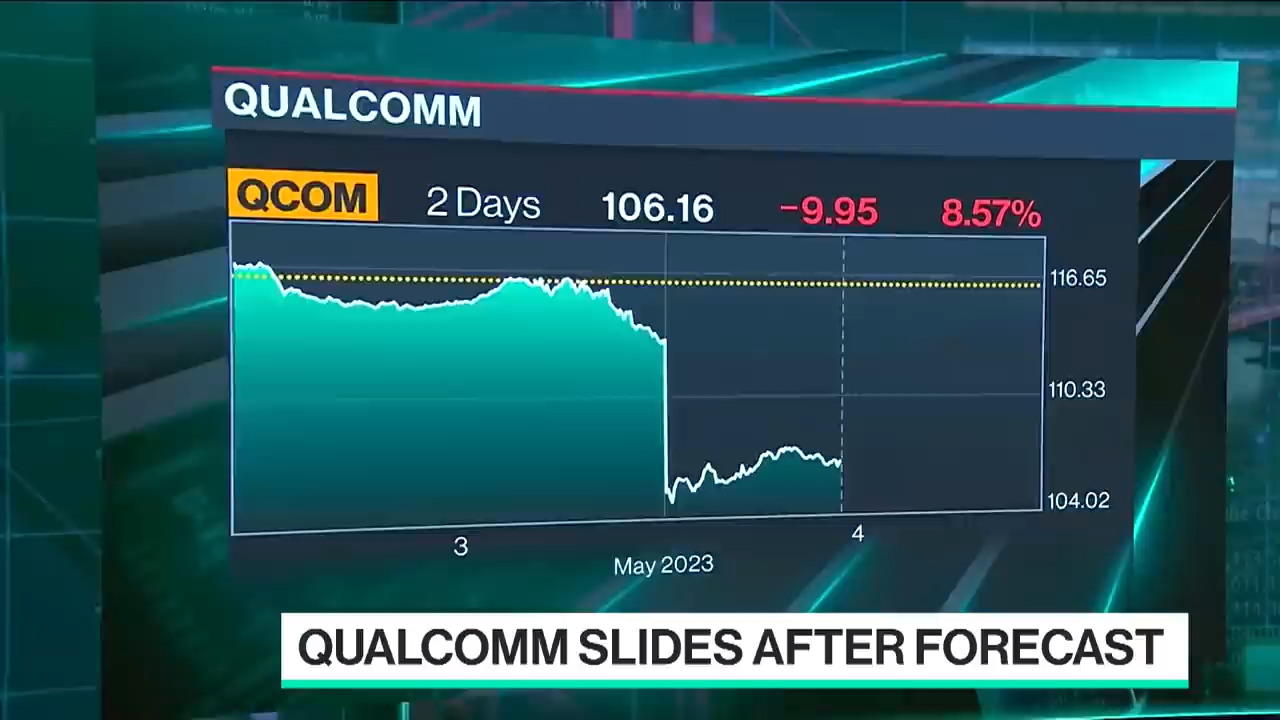 QUALCOMM
QCOM 2 Days 106.16 −9.95 8.57%
116.65
110.33
104.02
3 4
May 2023
QUALCOMM SLIDES AFTER FORECAST